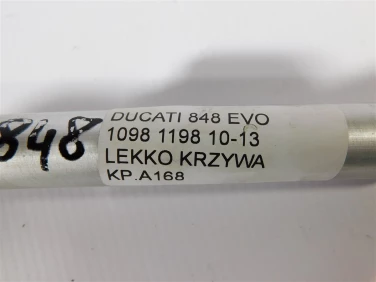 848
DUCATI 848 EVO
1098 1198 10-13
LEKKO KRZYWA
KP.A168